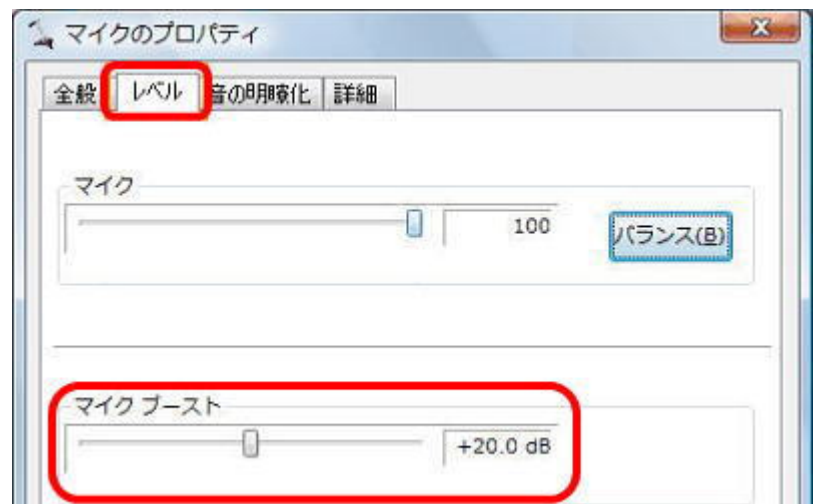 マイクのプロパティ
全般 レベル 音の明瞭化 詳細
マイク
100 バランス(B)
マイク ブースト
+20.0 dB